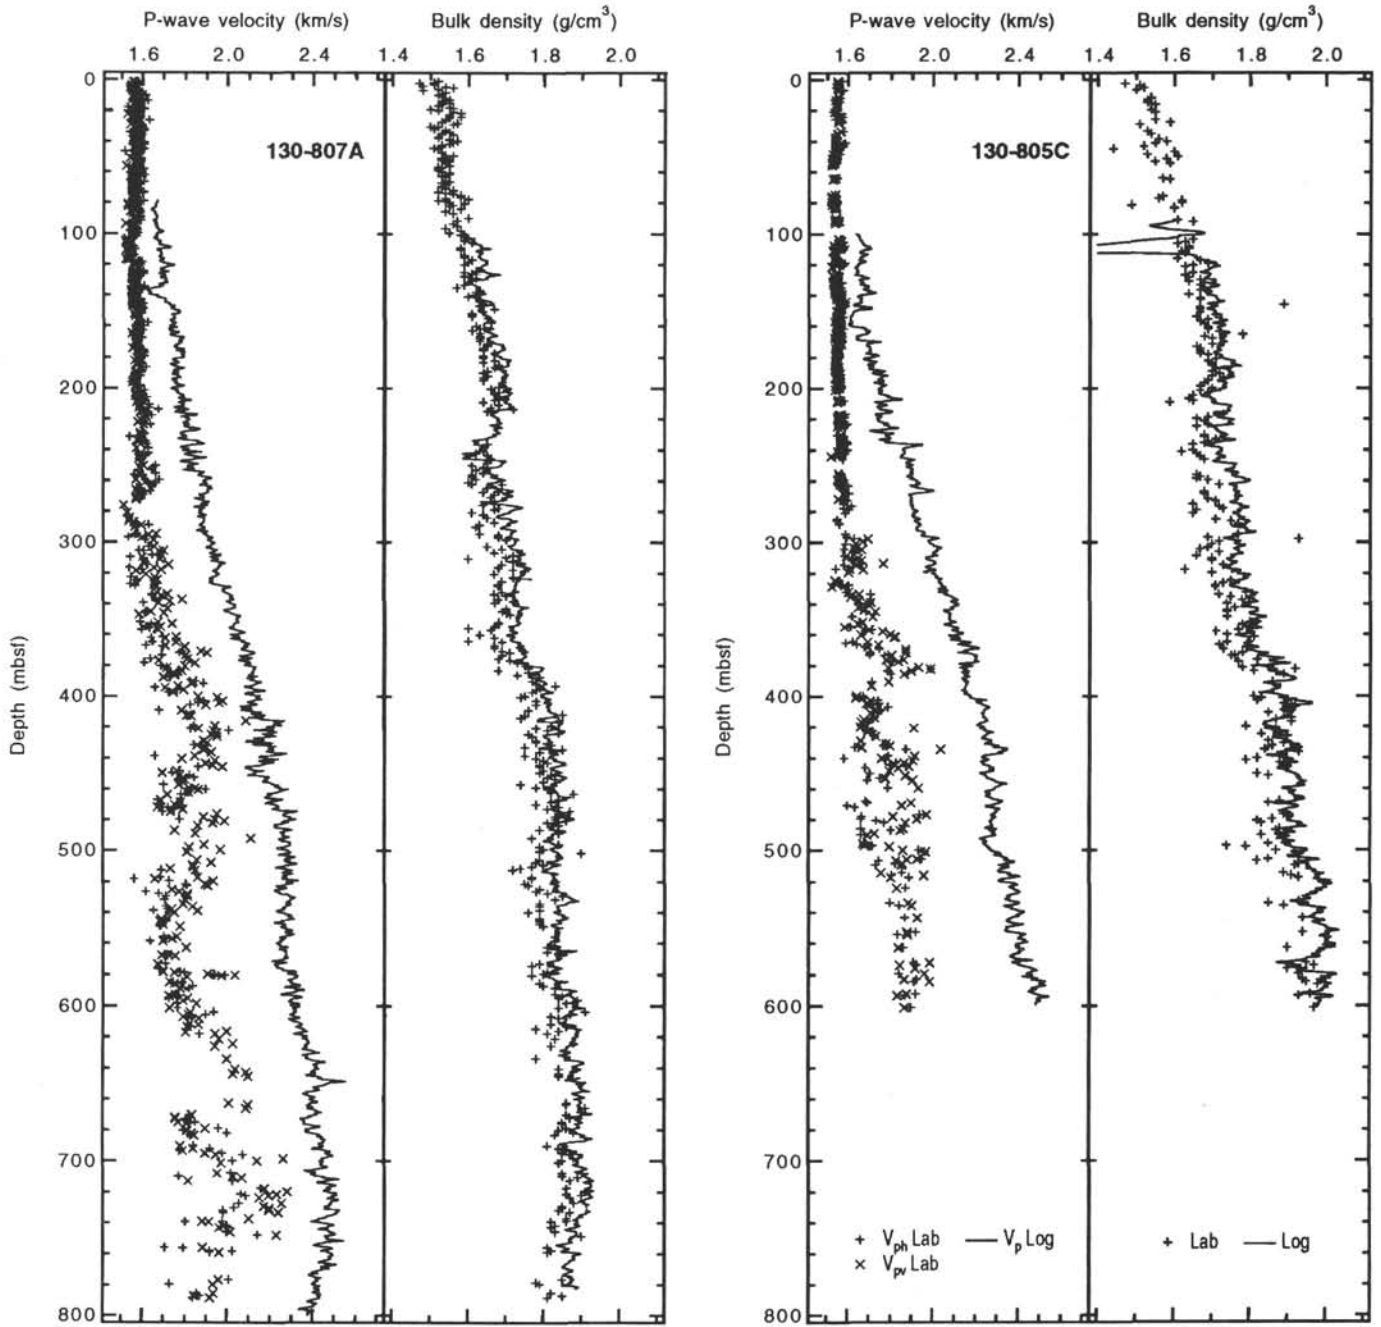 P-wave velocity (km/s)
Bulk density (g/cm³)
1.6 2.0 2.4 1.4 1.6 1.8 2.0
130-807A
0
100
200
300
400
500
600
700
800
Depth (mbsf)
P-wave velocity (km/s)
Bulk density (g/cm³)
1.6 2.0 2.4 1.4 1.6 1.8 2.0
130-805C
0
100
200
300
400
500
600
700
800
Depth (mbsf)
+ Vph Lab — Vp Log
× Vpv Lab
+ Lab — Log